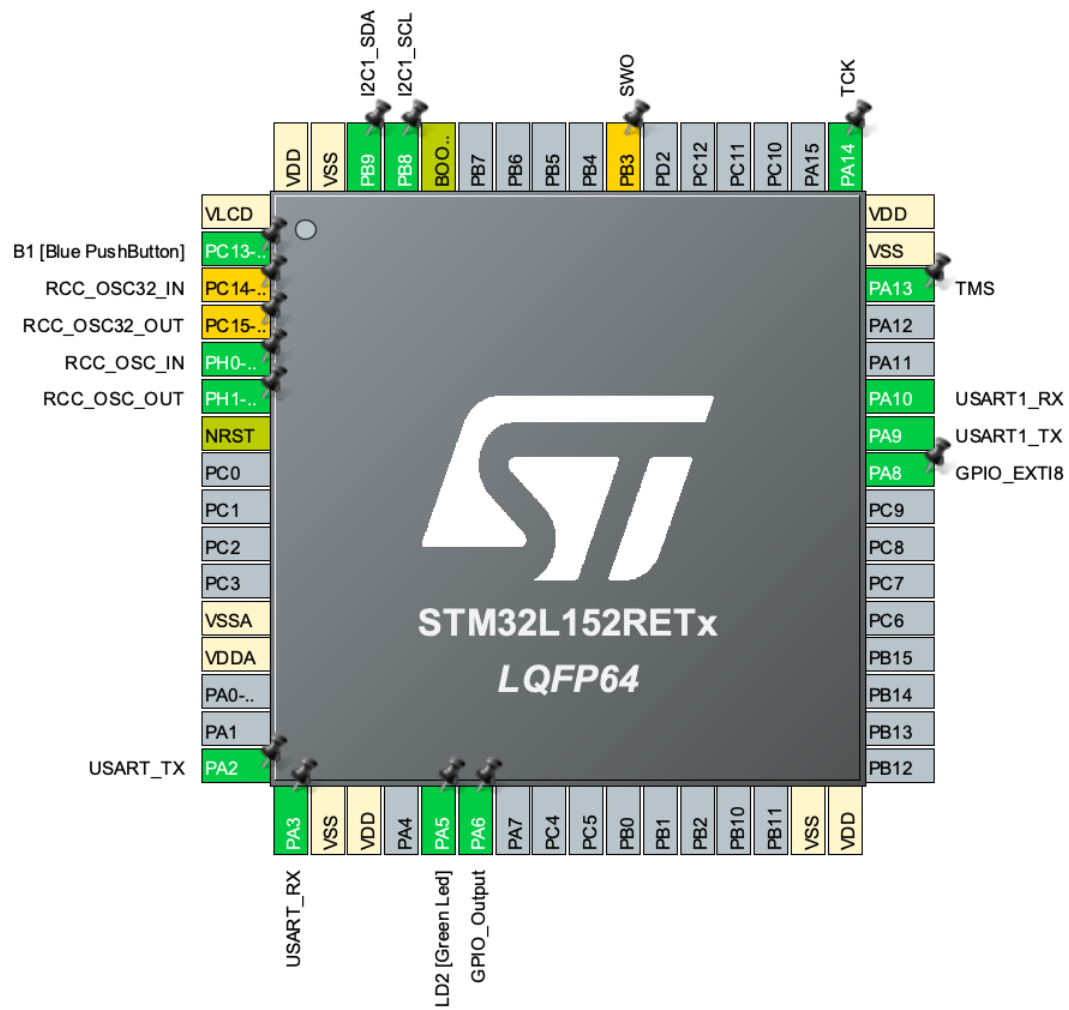 I2C1_SDA
I2C1_SCL
SWO
TCK
VDD
VSS
PB9
PB8
BOO..
PB7
PB6
PB5
PB4
PB3
PD2
PC12
PC11
PC10
PA15
PA14
VLCD
B1 [Blue PushButton] PC13-..
RCC_OSC32_IN PC14-..
RCC_OSC32_OUT PC15-..
RCC_OSC_IN PH0-..
RCC_OSC_OUT PH1-..
NRST
PC0
PC1
PC2
PC3
VSSA
VDDA
PA0-..
PA1
USART_TX PA2
ST
STM32L152RETx
LQFP64
VDD
VSS
PA13 TMS
PA12
PA11
PA10 USART1_RX
PA9 USART1_TX
PA8 GPIO_EXTI8
PC9
PC8
PC7
PC6
PB15
PB14
PB13
PB12
PA3
VSS
VDD
PA4
PA5
PA6
PA7
PC4
PC5
PB0
PB1
PB2
PB10
PB11
VSS
VDD
USART_RX
LD2 [Green Led]
GPIO_Output